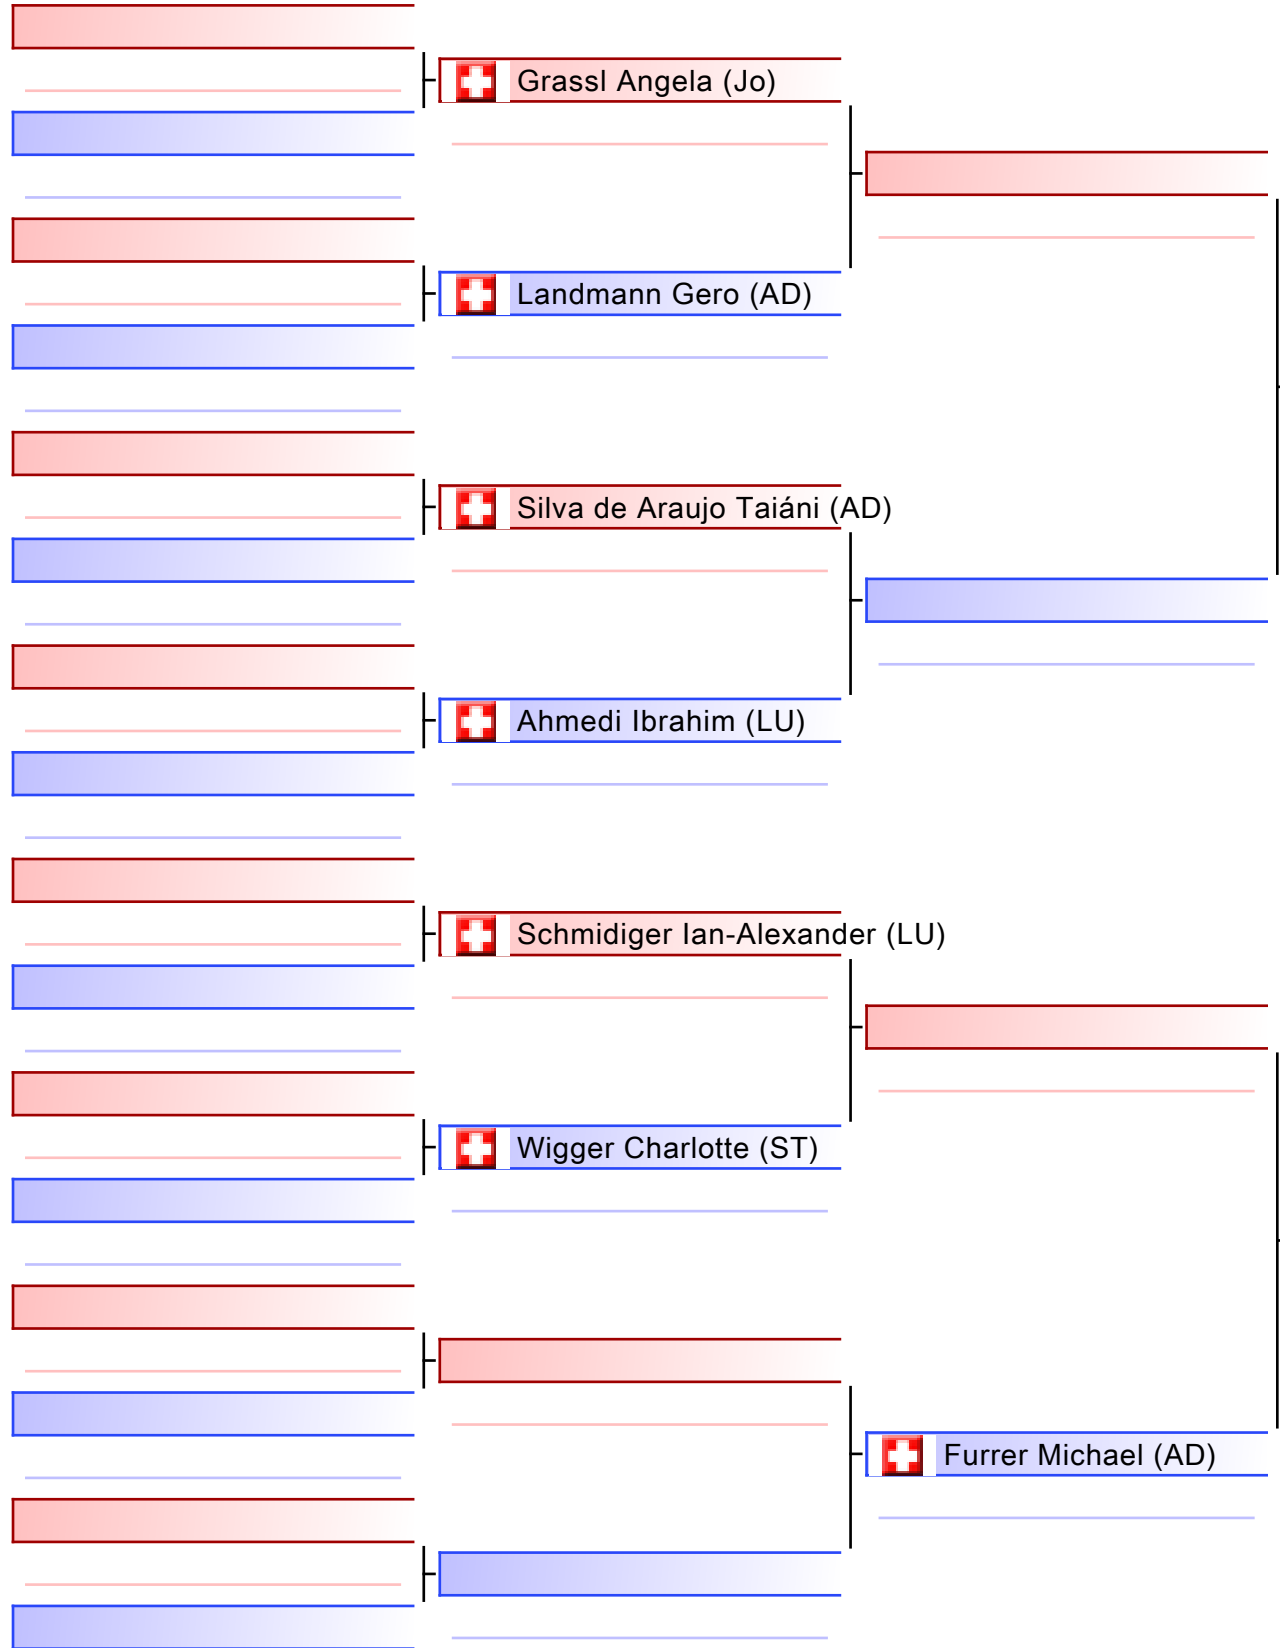 Grassl Angela (Jo)
Landmann Gero (AD)
Silva de Araujo Taiáni (AD)
Ahmedi Ibrahim (LU)
Schmidiger Ian-Alexander (LU)
Wigger Charlotte (ST)
Furrer Michael (AD)